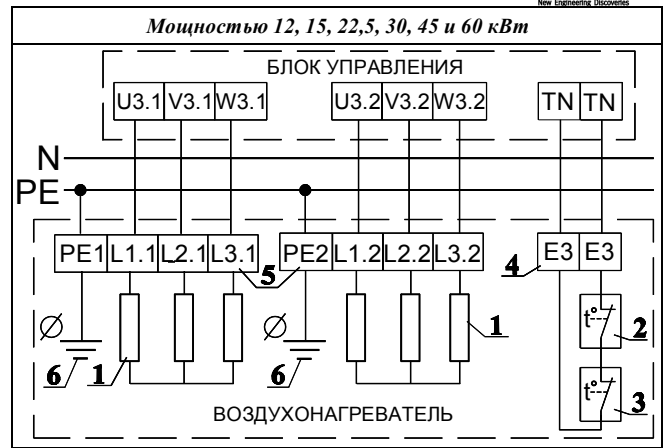 New Engineering Discoveries
Мощностью 12, 15, 22,5, 30, 45 и 60 кВт
БЛОК УПРАВЛЕНИЯ
U3.1 V3.1 W3.1 U3.2 V3.2 W3.2 TN TN
N
PE
PE1 L1.1 L2.1 L3.1 5 PE2 L1.2 L2.2 L3.2 4 E3 E3
t° 2
6 1 6 1
t° 3
ВОЗДУХОНАГРЕВАТЕЛЬ